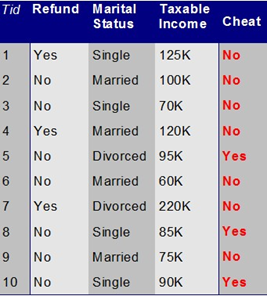 Tid Refund Marital Status Taxable Income Cheat
1 Yes Single 125K No
2 No Married 100K No
3 No Single 70K No
4 Yes Married 120K No
5 No Divorced 95K Yes
6 No Married 60K No
7 Yes Divorced 220K No
8 No Single 85K Yes
9 No Married 75K No
10 No Single 90K Yes